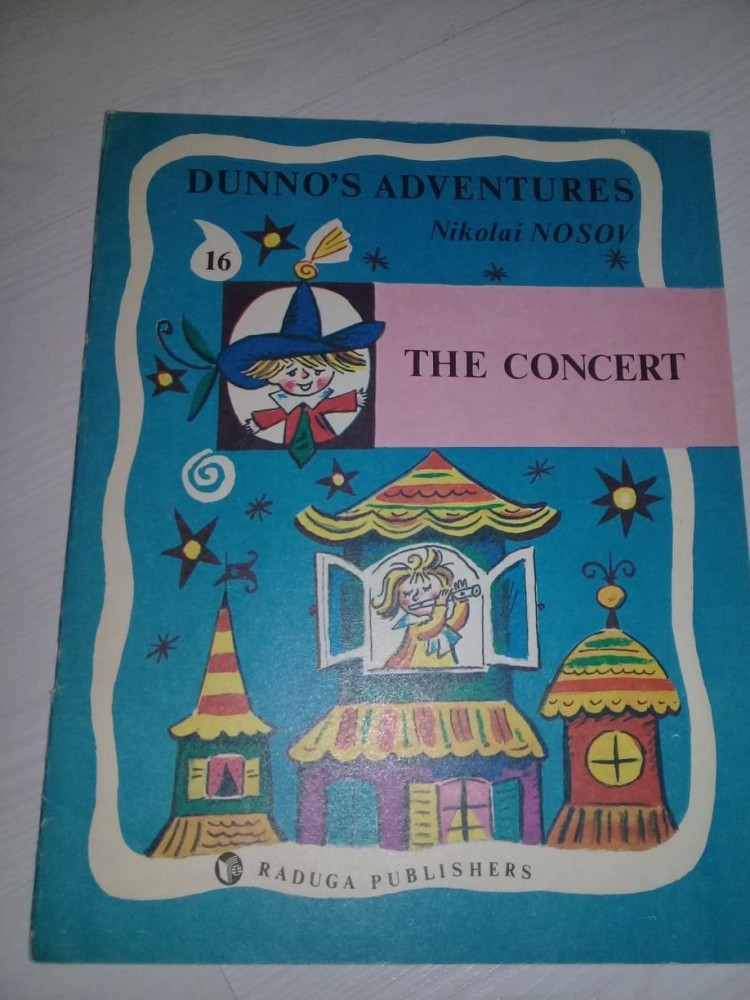 DUNNO'S ADVENTURES
Nikolai NOSOV
16
THE CONCERT
RADUGA PUBLISHERS